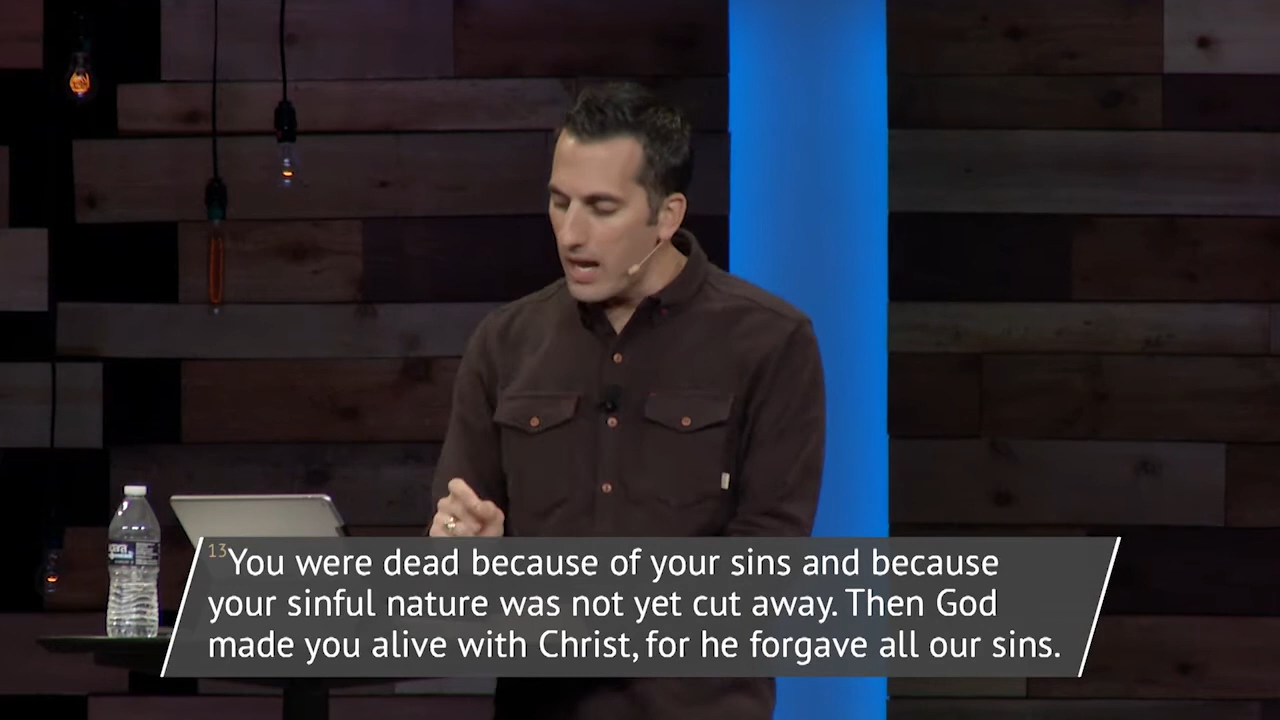 13You were dead because of your sins and because
your sinful nature was not yet cut away. Then God
made you alive with Christ, for he forgave all our sins.